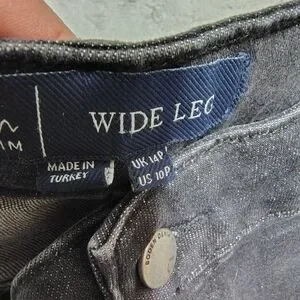 WIDE LEG
MADE IN
TURKEY
UK 14P
US 10P